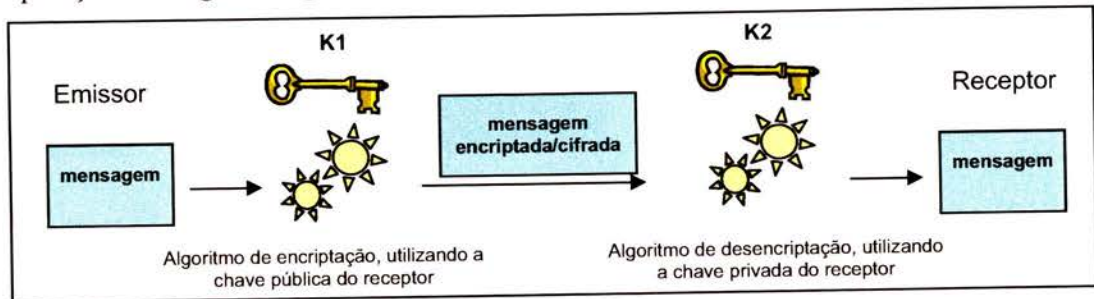 K1
K2
Emissor
Receptor
mensagem
mensagem
encriptada/cifrada
mensagem
Algoritmo de encriptação, utilizando a
chave pública do receptor
Algoritmo de desencriptação, utilizando
a chave privada do receptor